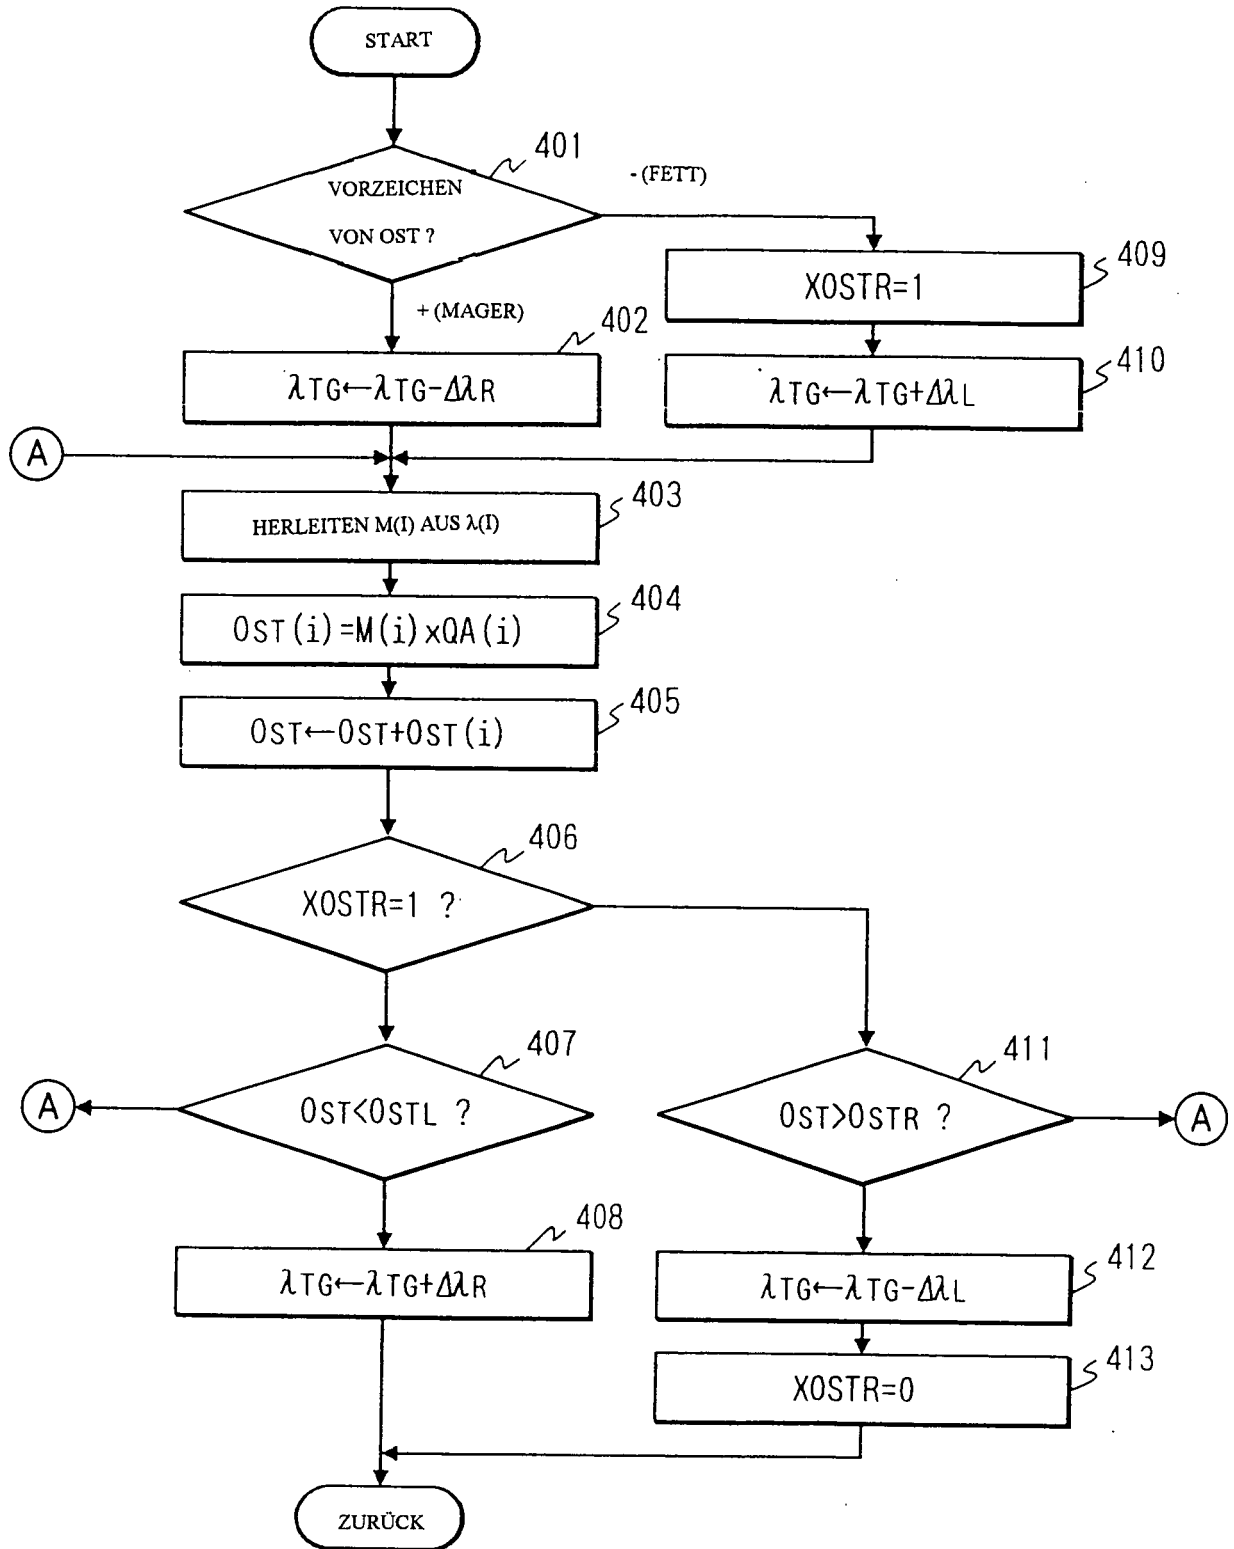 START
401
VORZEICHEN
VON OST ?
- (FETT)
+ (MAGER)
409
XOSTR=1
402
λTG←λTG-ΔλR
410
λTG←λTG+ΔλL
A
403
HERLEITEN M(I) AUS λ(I)
404
OST(i)=M(i)xQA(i)
405
OST←OST+OST(i)
406
XOSTR=1 ?
407
OST<OSTL ?
A
411
OST>OSTR ?
A
408
λTG←λTG+ΔλR
412
λTG←λTG-ΔλL
413
XOSTR=0
ZURÜCK